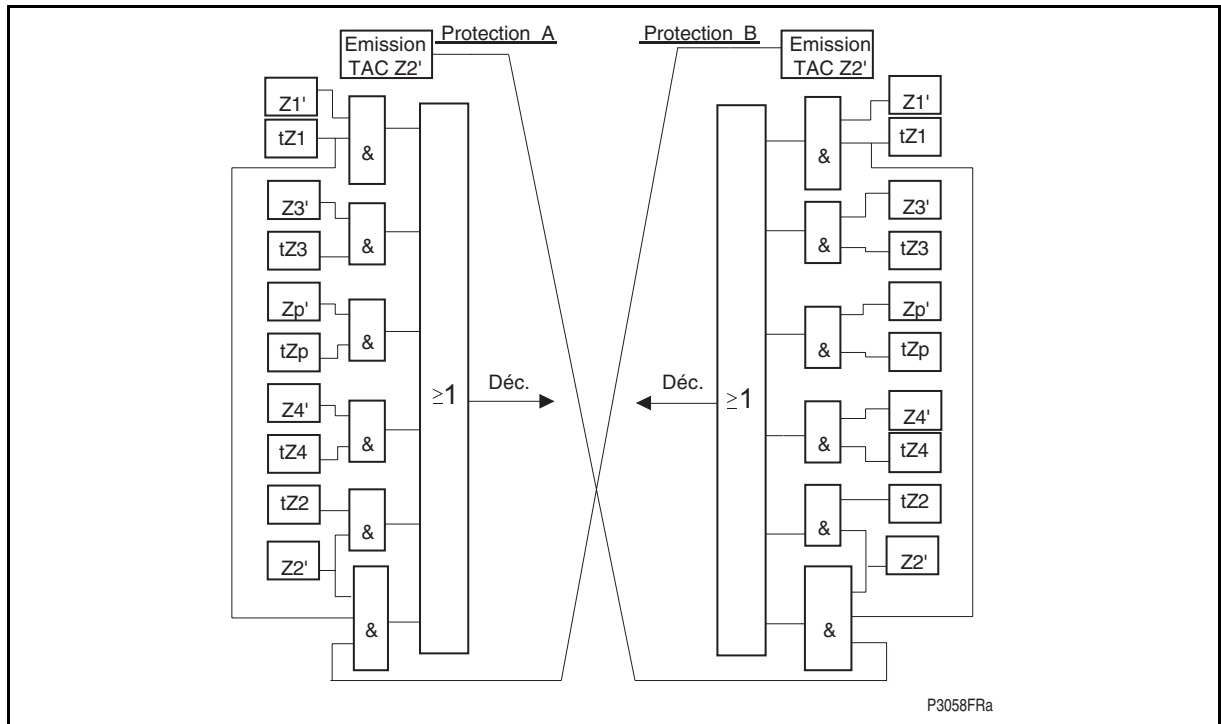 Protection A
Emission
TAC Z2'
Z1'
tZ1
&
Z3'
tZ3
&
Zp'
tZp
&
Z4'
tZ4
&
tZ2
&
Z2'
&
≥1
Déc.
Protection B
Emission
TAC Z2'
Z1'
tZ1
&
Z3'
tZ3
&
Zp'
tZp
&
Z4'
tZ4
&
tZ2
&
Z2'
&
≥1
Déc.
P3058FRa